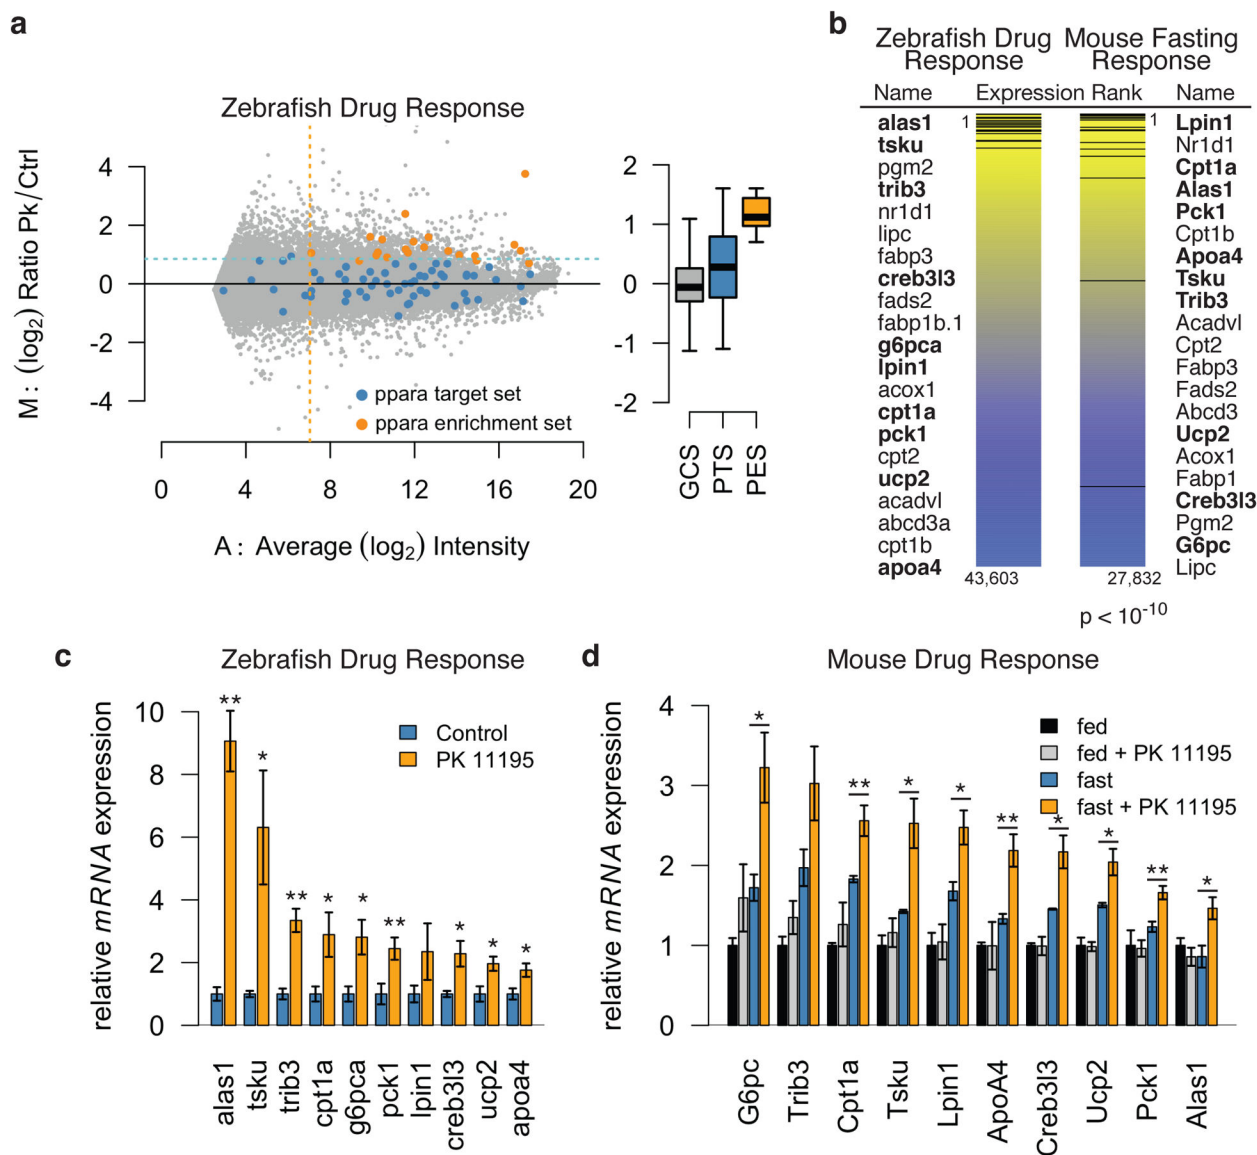 a
Zebrafish Drug Response
M: (log2) Ratio Pk/Ctrl
4
2
0
-2
-4
ppara target set
ppara enrichment set
0 4 8 12 16 20
A: Average (log2) Intensity
2
1
0
-1
-2
GCS PTS PES
b
Zebrafish Drug Response
Mouse Fasting Response
Name Expression Rank Name
alas1 1 1 Lpin1
tsku Nr1d1
pgm2 Cpt1a
trib3 Alas1
nr1d1 Pck1
lipc Cpt1b
fabp3 Apoa4
creb3l3 Tsku
fads2 Trib3
fabp1b.1 Acadvl
g6pca Cpt2
lpin1 Fabp3
acox1 Fads2
cpt1a Abcd3
pck1 Ucp2
cpt2 Acox1
ucp2 Fabp1
acadvl Creb3l3
abcd3a Pgm2
cpt1b G6pc
apoa4 43,603 27,832 Lipc
p < 10-10
c
Zebrafish Drug Response
relative mRNA expression
10
8
6
4
2
0
** * ** * * ** * * *
Control
PK 11195
alas1 tsku trib3 cpt1a g6pca pck1 lpin1 creb3l3 ucp2 apoa4
d
Mouse Drug Response
relative mRNA expression
4
3
2
1
0
* ** * * ** * * ** *
fed
fed + PK 11195
fast
fast + PK 11195
G6pc Trib3 Cpt1a Tsku Lpin1 ApoA4 Creb3l3 Ucp2 Pck1 Alas1